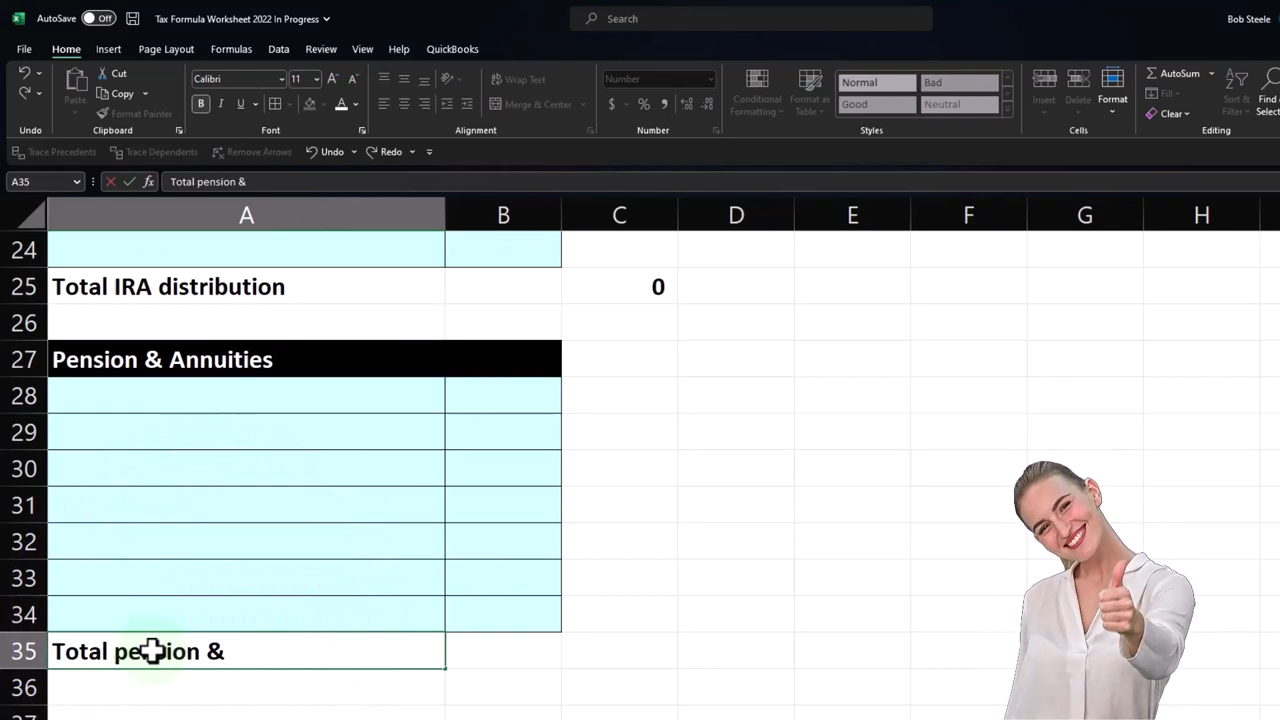 AutoSave Off Tax Formula Worksheet 2022 In Progress Search Bob Steele
File Home Insert Page Layout Formulas Data Review View Help QuickBooks
Undo
Paste
Cut
Copy
Format Painter
Clipboard
Calibri 11
B I U
Font
Wrap Text
Merge & Center
Alignment
Number
$ %
Number
Conditional Formatting
Format as Table
Normal Bad
Good Neutral
Styles
Insert Delete Format
Cells
AutoSum
Fill
Clear
Sort &
Find &
Editing
Trace Precedents Trace Dependents Remove Arrows Undo Redo
A35 fx Total pension &
A B C D E F G H
24
25 Total IRA distribution 0
26
27 Pension & Annuities
28
29
30
31
32
33
34
35 Total pension &
36